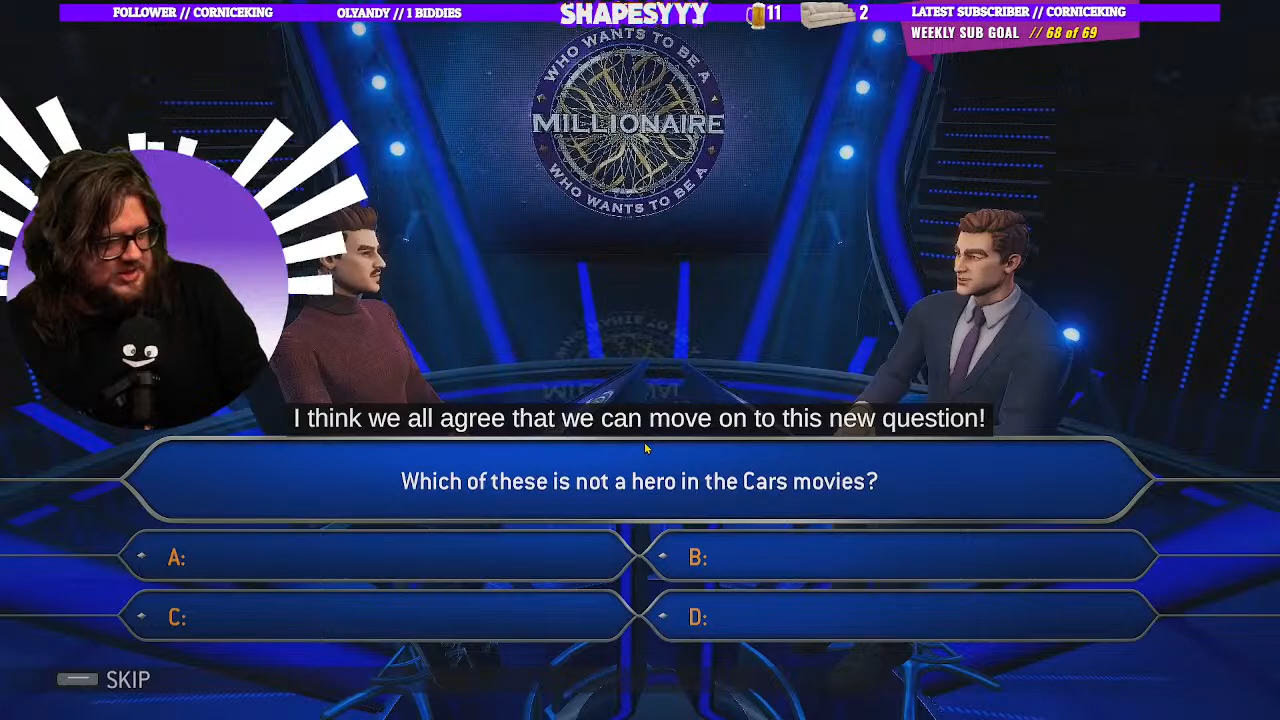 FOLLOWER // CORNICEKING
OLYANDY // 1 BIDDIES
SHAPESYYY
11
2
LATEST SUBSCRIBER // CORNICEKING
WEEKLY SUB GOAL // 68 of 69
WHO WANTS TO BE A
MILLIONAIRE
WHO WANTS TO BE A
I think we all agree that we can move on to this new question!
Which of these is not a hero in the Cars movies?
A:
B:
C:
D:
SKIP